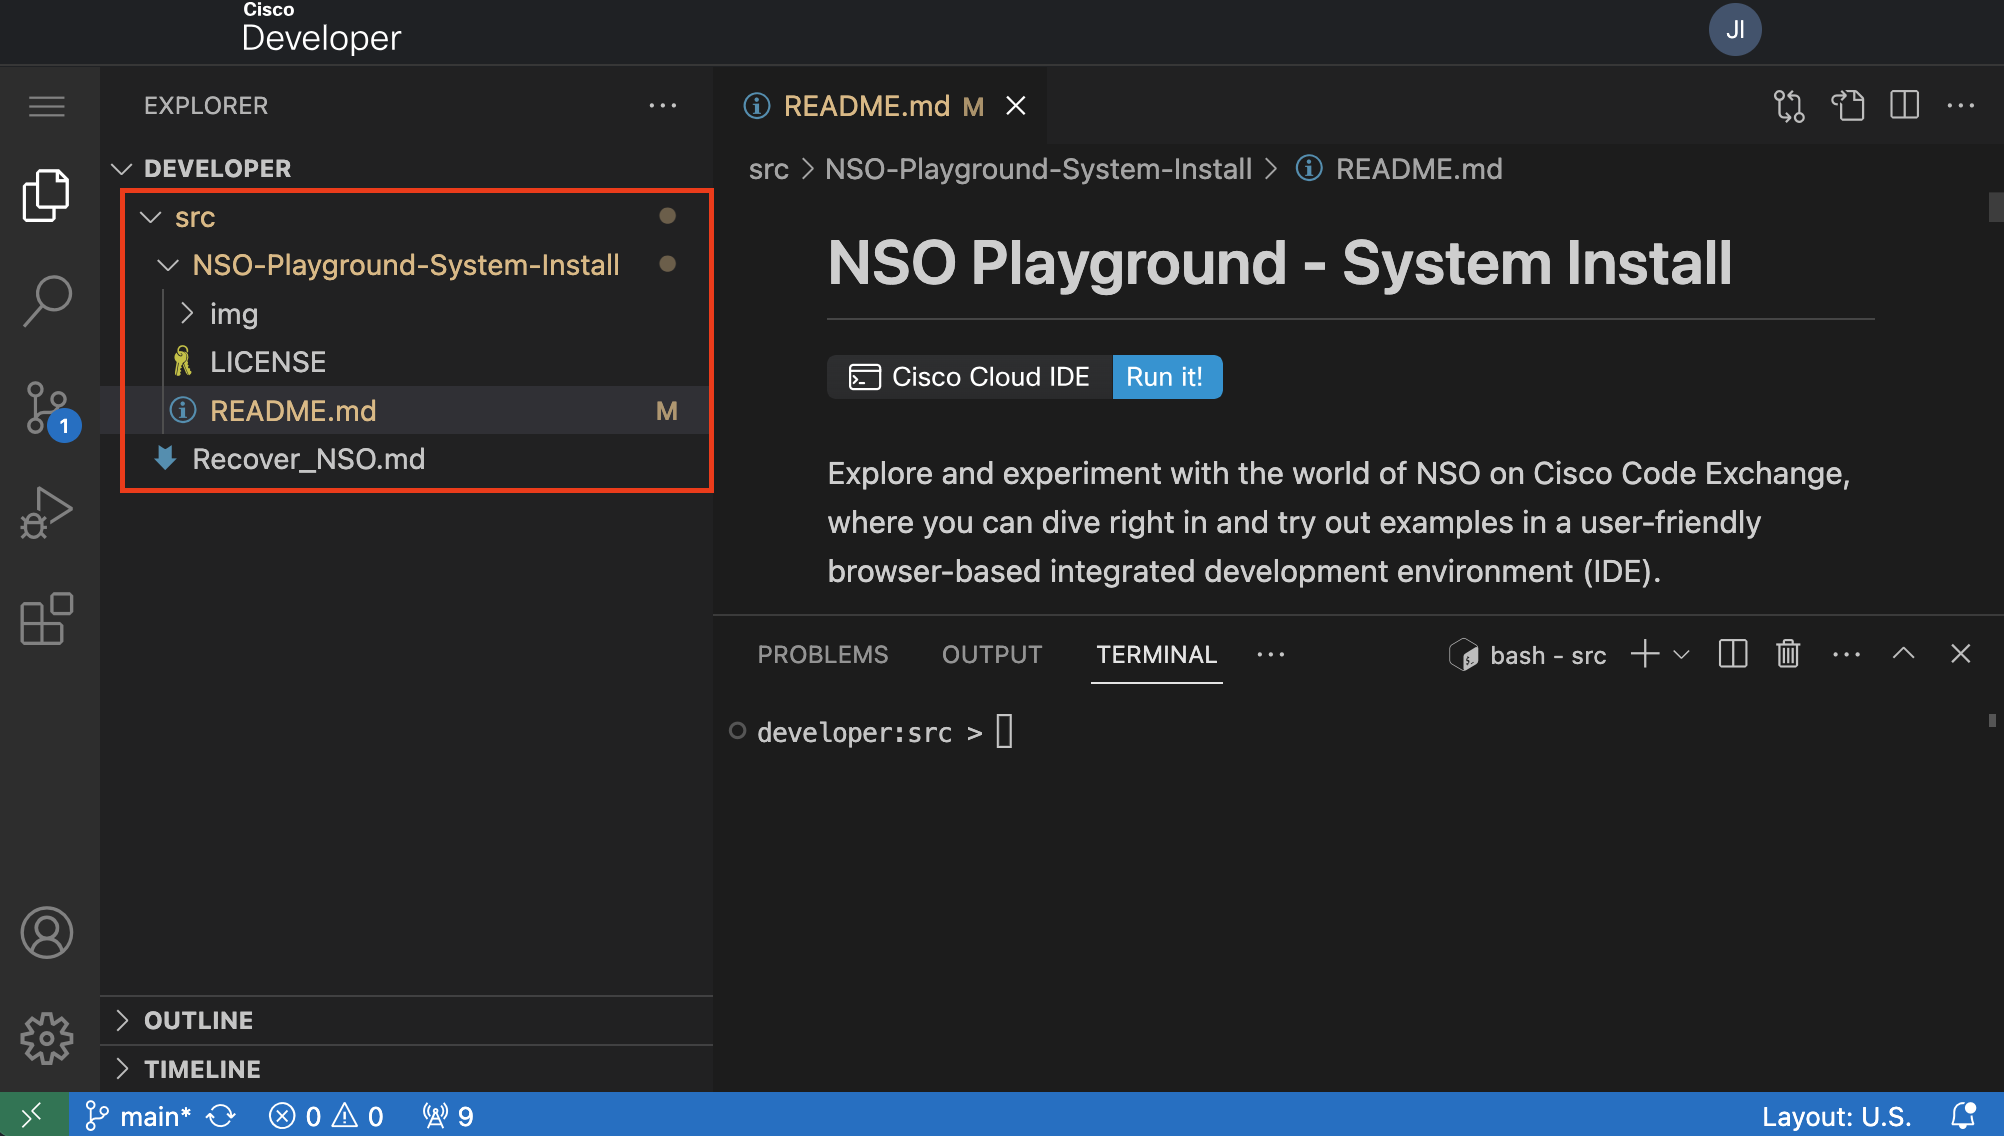 Cisco
Developer
JI
EXPLORER
DEVELOPER
src
NSO-Playground-System-Install
img
LICENSE
README.md M
Recover_NSO.md
1
OUTLINE
TIMELINE
README.md M
src > NSO-Playground-System-Install > README.md
NSO Playground - System Install
Cisco Cloud IDE Run it!
Explore and experiment with the world of NSO on Cisco Code Exchange,
where you can dive right in and try out examples in a user-friendly
browser-based integrated development environment (IDE).
PROBLEMS OUTPUT TERMINAL
bash - src
developer:src >
main* 0 0 9
Layout: U.S.